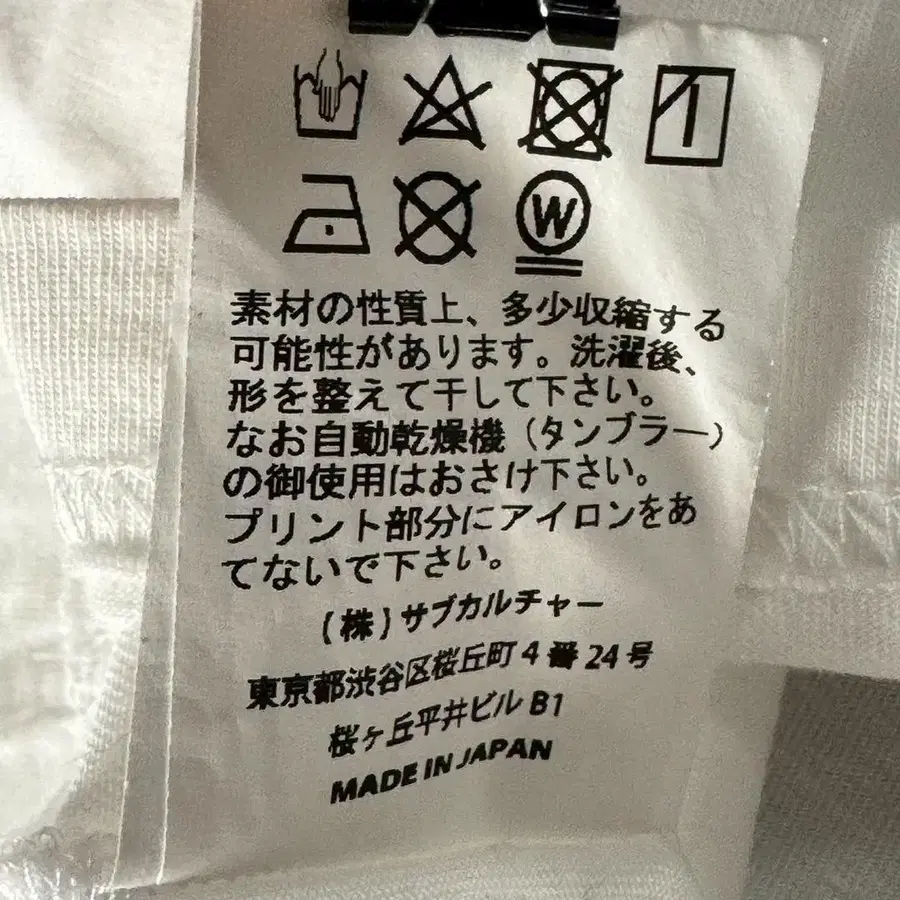 W
素材の性質上、多少収縮する
可能性があります。洗濯後、
形を整えて干して下さい。
なお自動乾燥機（タンブラー）
の御使用はおさけ下さい。
プリント部分にアイロンをあ
てないで下さい。
(株)サブカルチャー
東京都渋谷区桜丘町4番24号
桜ヶ丘平井ビルB1
MADE IN JAPAN